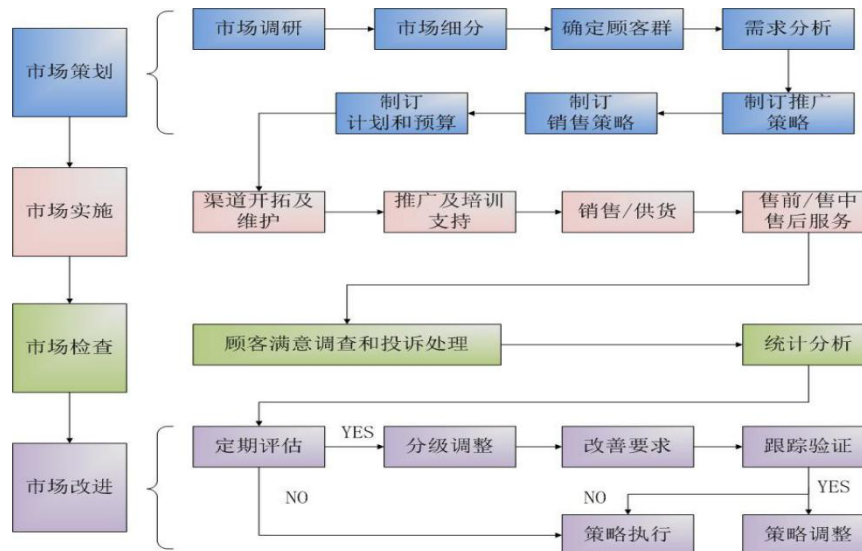 市场策划
市场调研
市场细分
确定顾客群
需求分析
制订
计划和预算
制订
销售策略
制订推广
策略
市场实施
渠道开拓及
维护
推广及培训
支持
销售/供货
售前/售中
售后服务
市场检查
顾客满意调查和投诉处理
统计分析
市场改进
定期评估
YES
分级调整
改善要求
跟踪验证
NO
NO
YES
策略执行
策略调整